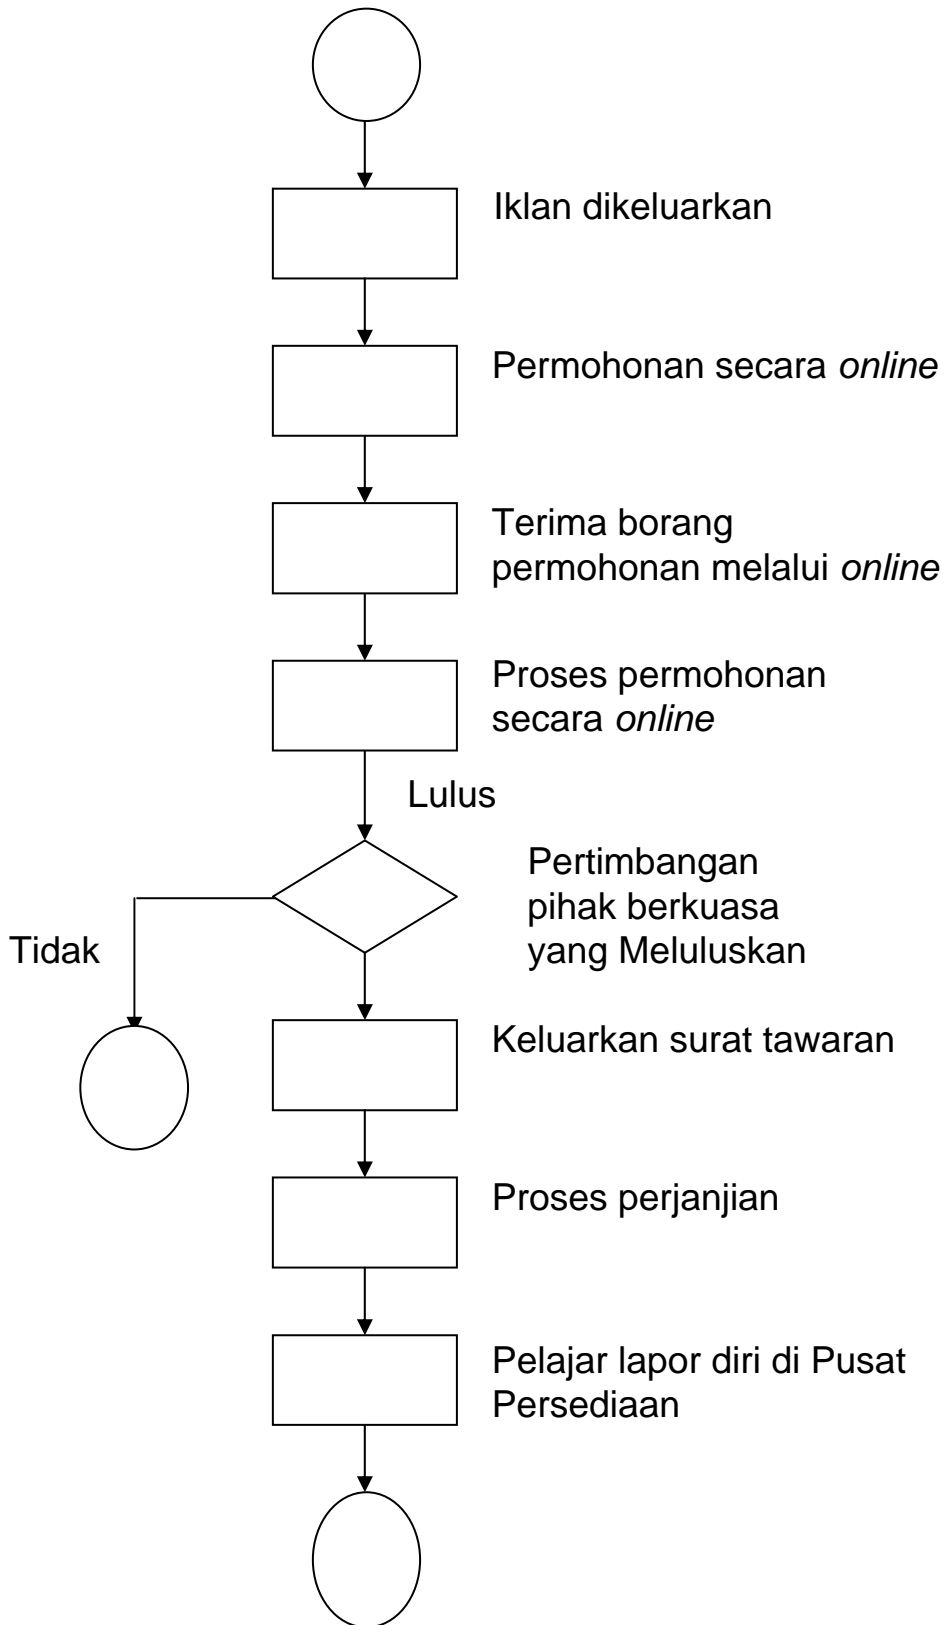 Iklan dikeluarkan
Permohonan secara online
Terima borang
permohonan melalui online
Proses permohonan
secara online
Lulus
Pertimbangan
pihak berkuasa
yang Meluluskan
Tidak
Keluarkan surat tawaran
Proses perjanjian
Pelajar lapor diri di Pusat
Persediaan